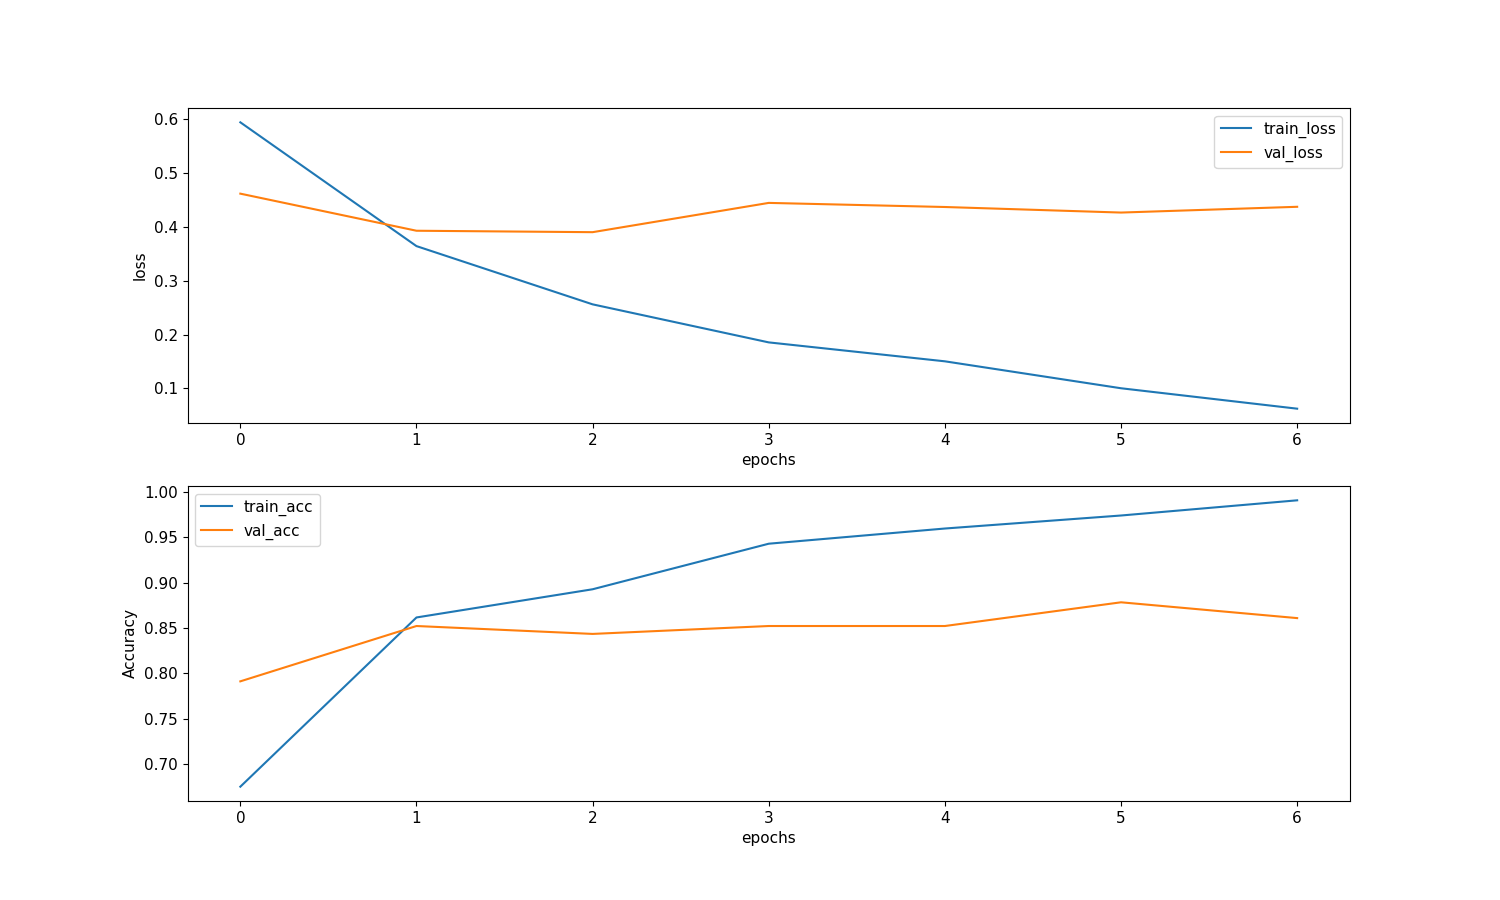 0.6
0.5
0.4
0.3
0.2
0.1
loss
train_loss
val_loss
0 1 2 3 4 5 6
epochs
1.00
0.95
0.90
0.85
0.80
0.75
0.70
Accuracy
train_acc
val_acc
0 1 2 3 4 5 6
epochs